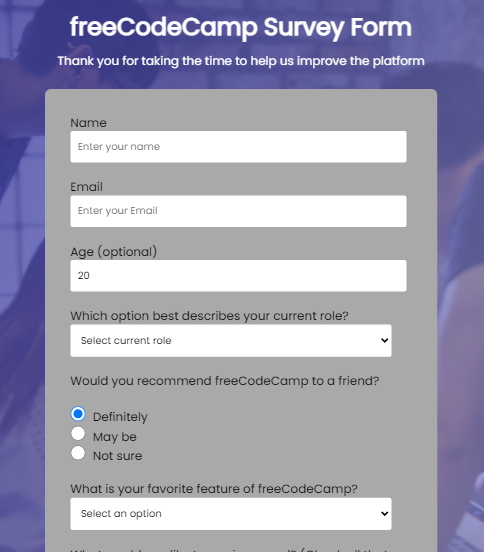 freeCodeCamp Survey Form
Thank you for taking the time to help us improve the platform
Name
Enter your name
Email
Enter your Email
Age (optional)
20
Which option best describes your current role?
Select current role
Would you recommend freeCodeCamp to a friend?
Definitely
May be
Not sure
What is your favorite feature of freeCodeCamp?
Select an option